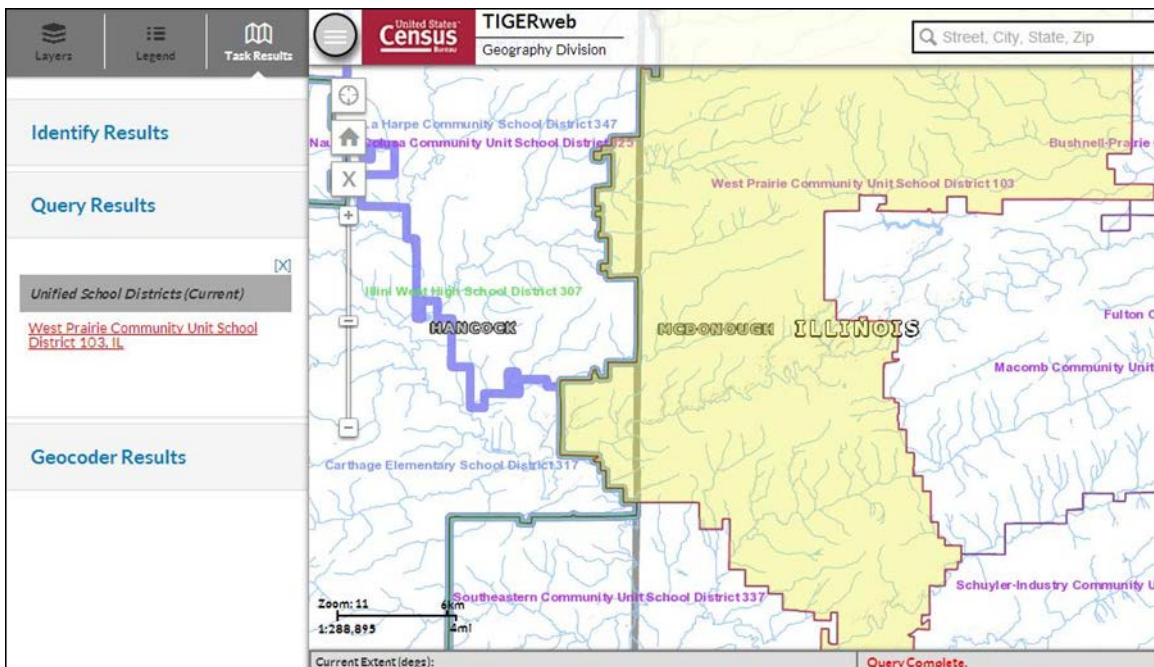 Layers
Legend
Task Results
United States
Census
Bureau
TIGERweb
Geography Division
Street, City, State, Zip
Identify Results
Query Results
[X]
Unified School Districts (Current)
West Prairie Community Unit School
District 103, IL
Geocoder Results
X
+
−
La Harpe Community School District 347
Community Unit School District 325
Bushnell-Prairie
West Prairie Community Unit School District 103
Illini West High School District 307
HANCOCK
MCDONOUGH
ILLINOIS
Fulton C
Macomb Community Unit
Carthage Elementary School District 317
Schuyler-Industry Community U
Southeastern Community Unit School District 337
Zoom: 11
6km
1:288,895
4mi
Current Extent (degs):
Query Complete.